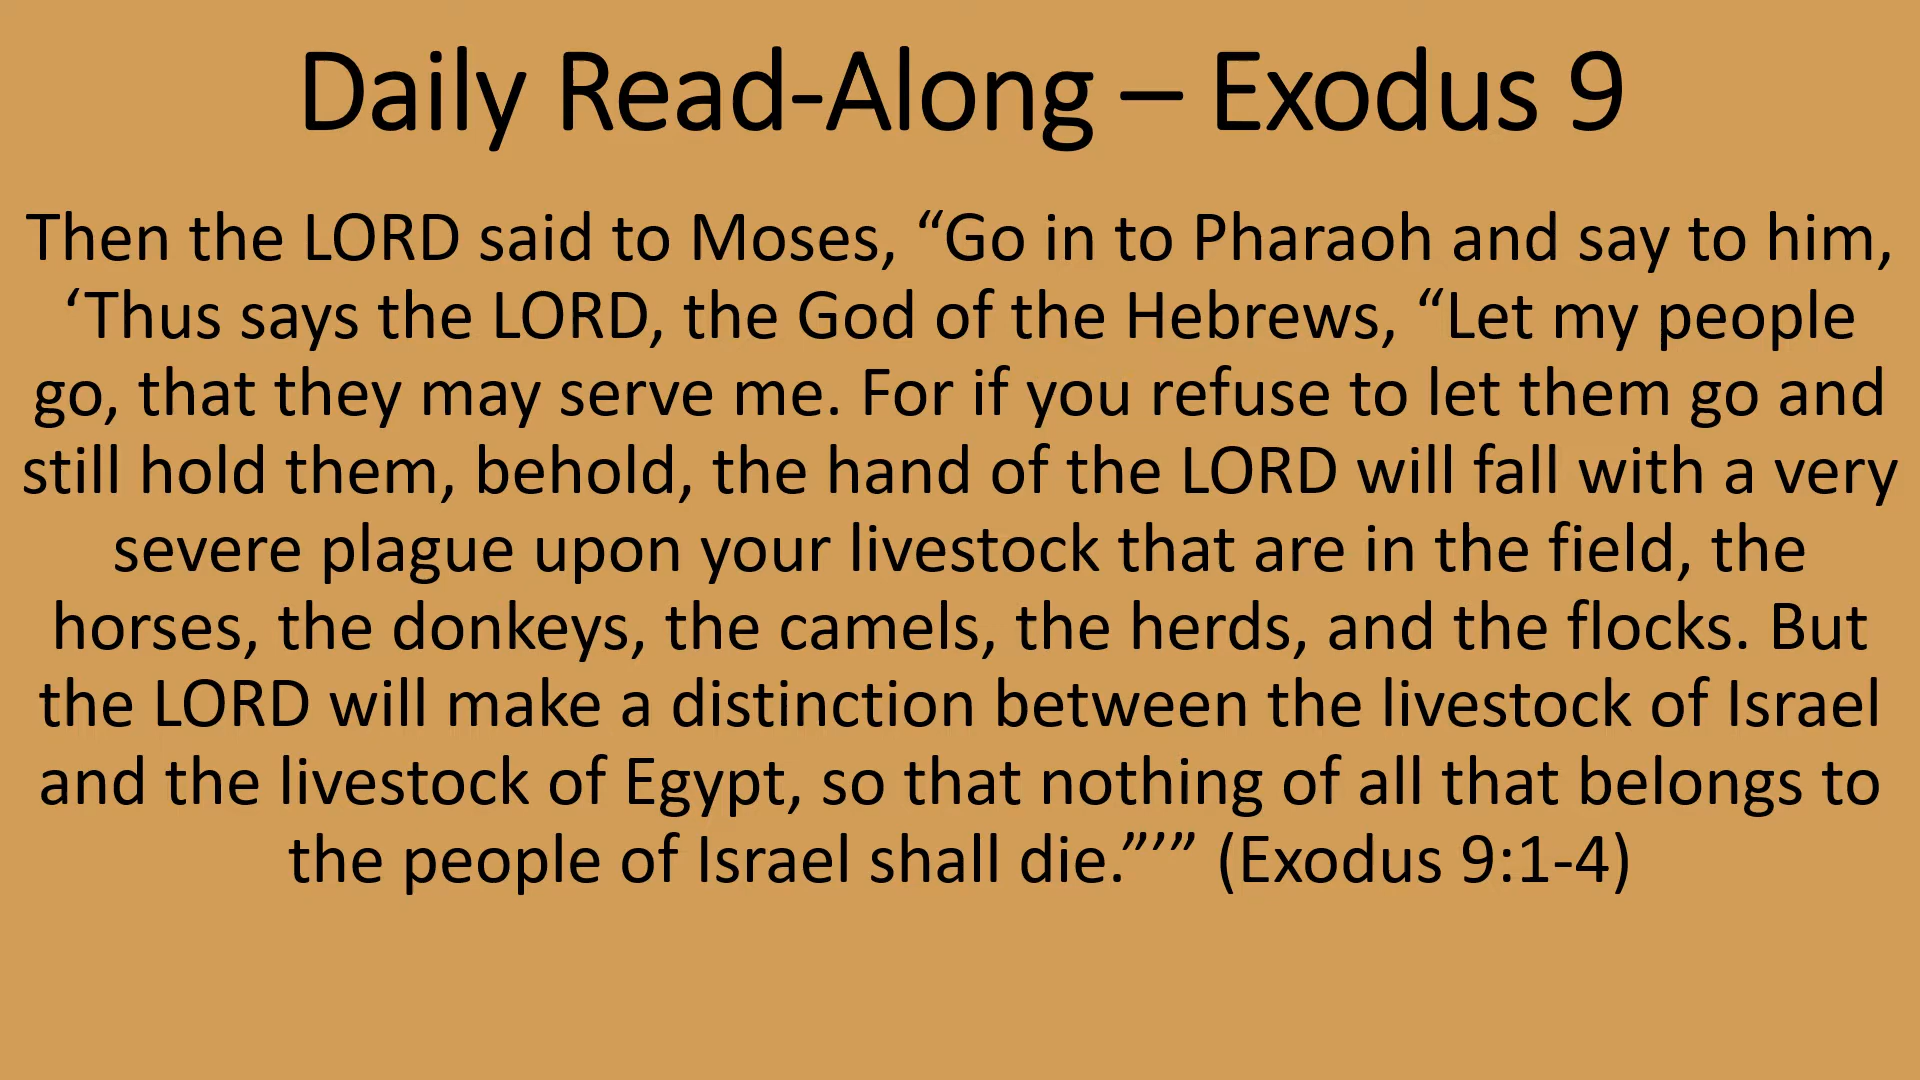 Daily Read-Along – Exodus 9
Then the LORD said to Moses, “Go in to Pharaoh and say to him,
‘Thus says the LORD, the God of the Hebrews, “Let my people
go, that they may serve me. For if you refuse to let them go and
still hold them, behold, the hand of the LORD will fall with a very
severe plague upon your livestock that are in the field, the
horses, the donkeys, the camels, the herds, and the flocks. But
the LORD will make a distinction between the livestock of Israel
and the livestock of Egypt, so that nothing of all that belongs to
the people of Israel shall die.”’” (Exodus 9:1-4)